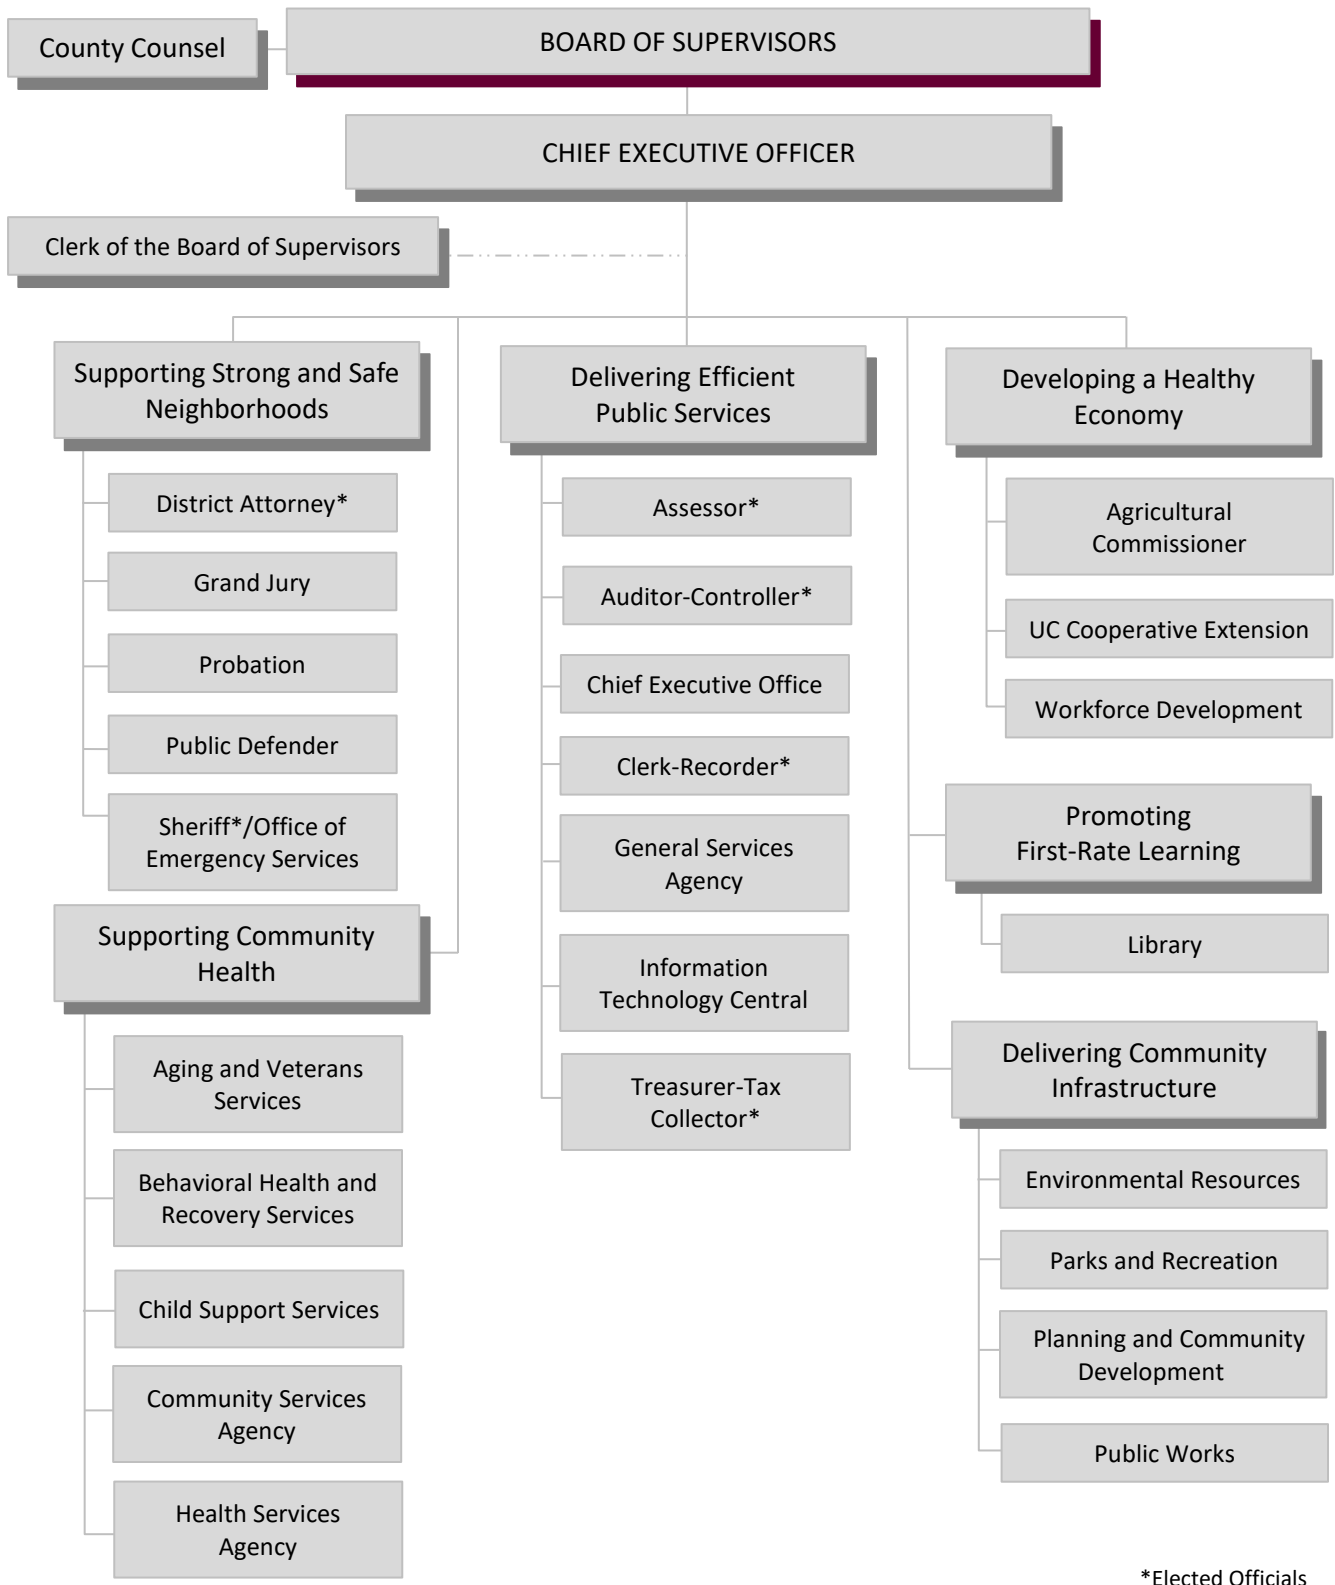 County Counsel
BOARD OF SUPERVISORS
CHIEF EXECUTIVE OFFICER
Clerk of the Board of Supervisors
Supporting Strong and Safe
Neighborhoods
District Attorney*
Grand Jury
Probation
Public Defender
Sheriff*/Office of
Emergency Services
Supporting Community
Health
Aging and Veterans
Services
Behavioral Health and
Recovery Services
Child Support Services
Community Services
Agency
Health Services
Agency
Delivering Efficient
Public Services
Assessor*
Auditor-Controller*
Chief Executive Office
Clerk-Recorder*
General Services
Agency
Information
Technology Central
Treasurer-Tax
Collector*
Developing a Healthy
Economy
Agricultural
Commissioner
UC Cooperative Extension
Workforce Development
Promoting
First-Rate Learning
Library
Delivering Community
Infrastructure
Environmental Resources
Parks and Recreation
Planning and Community
Development
Public Works
*Elected Officials